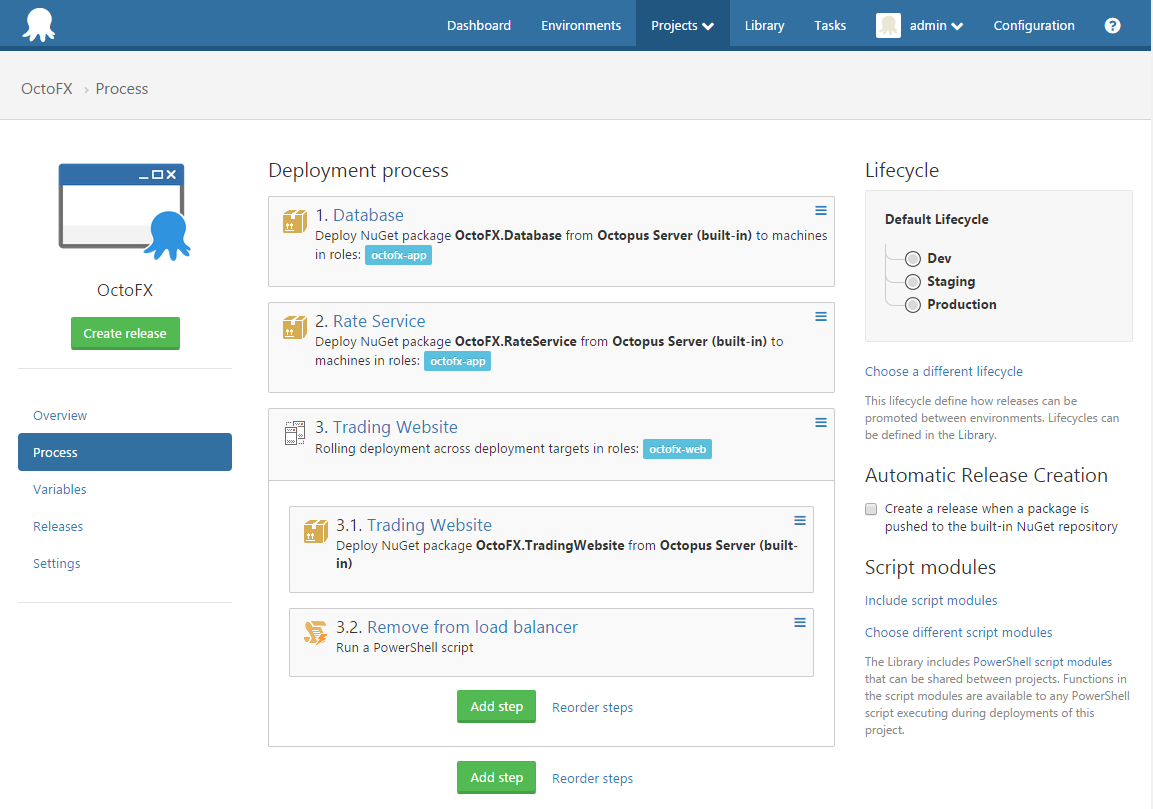 Dashboard Environments Projects Library Tasks admin Configuration ?
OctoFX › Process
OctoFX
Create release
Overview
Process
Variables
Releases
Settings
Deployment process
1. Database
Deploy NuGet package OctoFX.Database from Octopus Server (built-in) to machines
in roles: octofx-app
2. Rate Service
Deploy NuGet package OctoFX.RateService from Octopus Server (built-in) to
machines in roles: octofx-app
3. Trading Website
Rolling deployment across deployment targets in roles: octofx-web
3.1. Trading Website
Deploy NuGet package OctoFX.TradingWebsite from Octopus Server (built-
in)
3.2. Remove from load balancer
Run a PowerShell script
Add step Reorder steps
Add step Reorder steps
Lifecycle
Default Lifecycle
Dev
Staging
Production
Choose a different lifecycle
This lifecycle define how releases can be
promoted between environments. Lifecycles can
be defined in the Library.
Automatic Release Creation
Create a release when a package is
pushed to the built-in NuGet repository
Script modules
Include script modules
Choose different script modules
The Library includes PowerShell script modules
that can be shared between projects. Functions in
the script modules are available to any PowerShell
script executing during deployments of this
project.